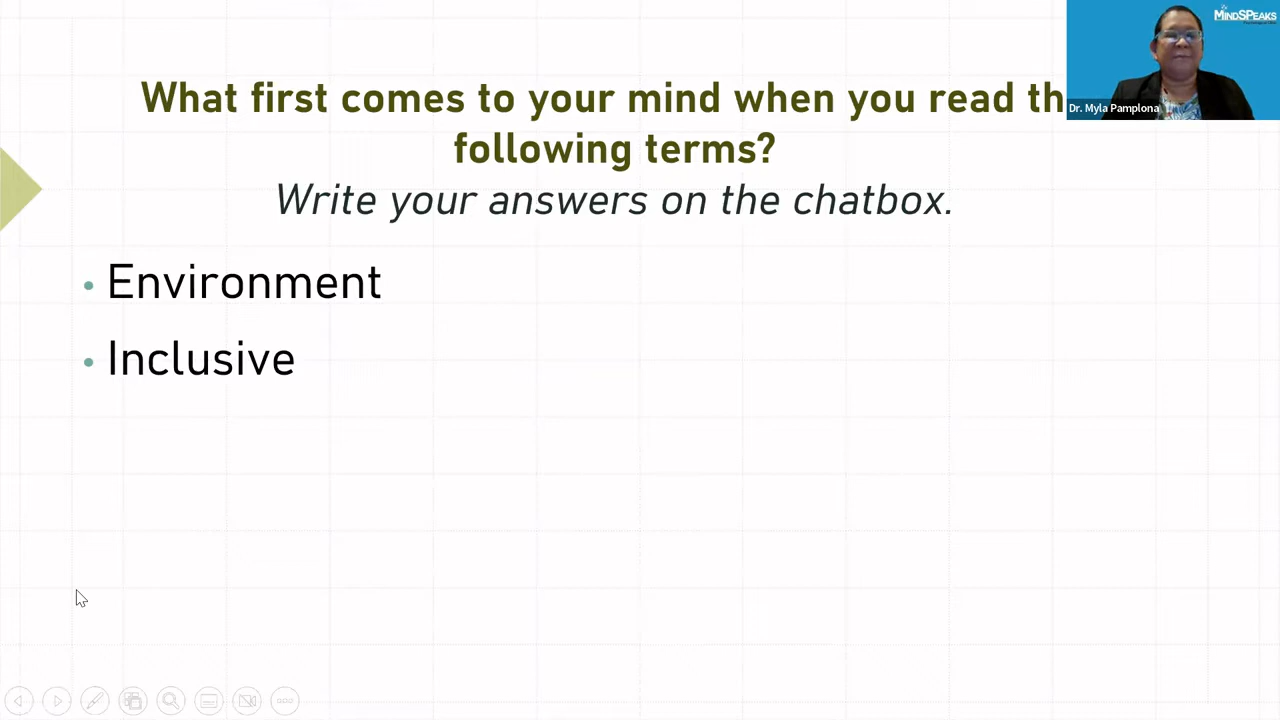 What first comes to your mind when you read th
following terms?
Write your answers on the chatbox.
• Environment
• Inclusive
MINDSPEAKS
Dr. Myla Pamplona